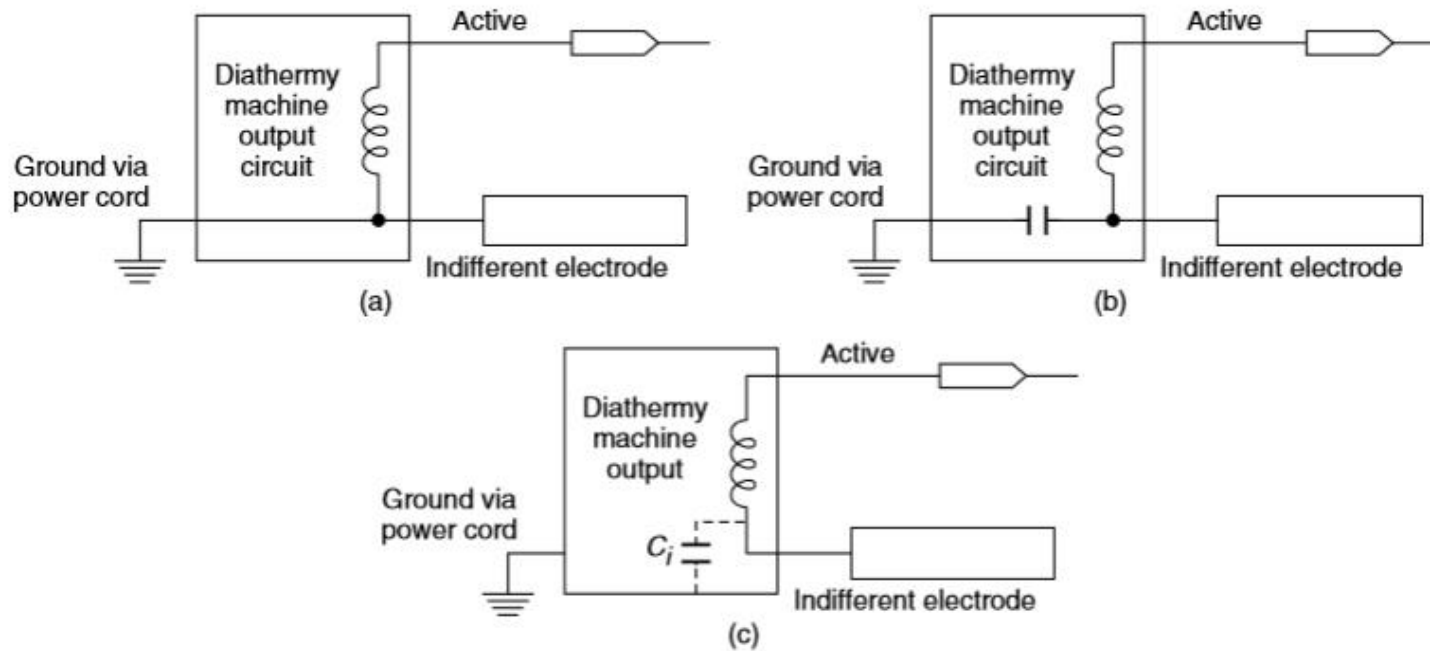 Active
Diathermy
machine
output
circuit
Ground via
power cord
Indifferent electrode
(a)
Active
Diathermy
machine
output
circuit
Ground via
power cord
Indifferent electrode
(b)
Active
Diathermy
machine
output
Ground via
power cord
C_i
Indifferent electrode
(c)